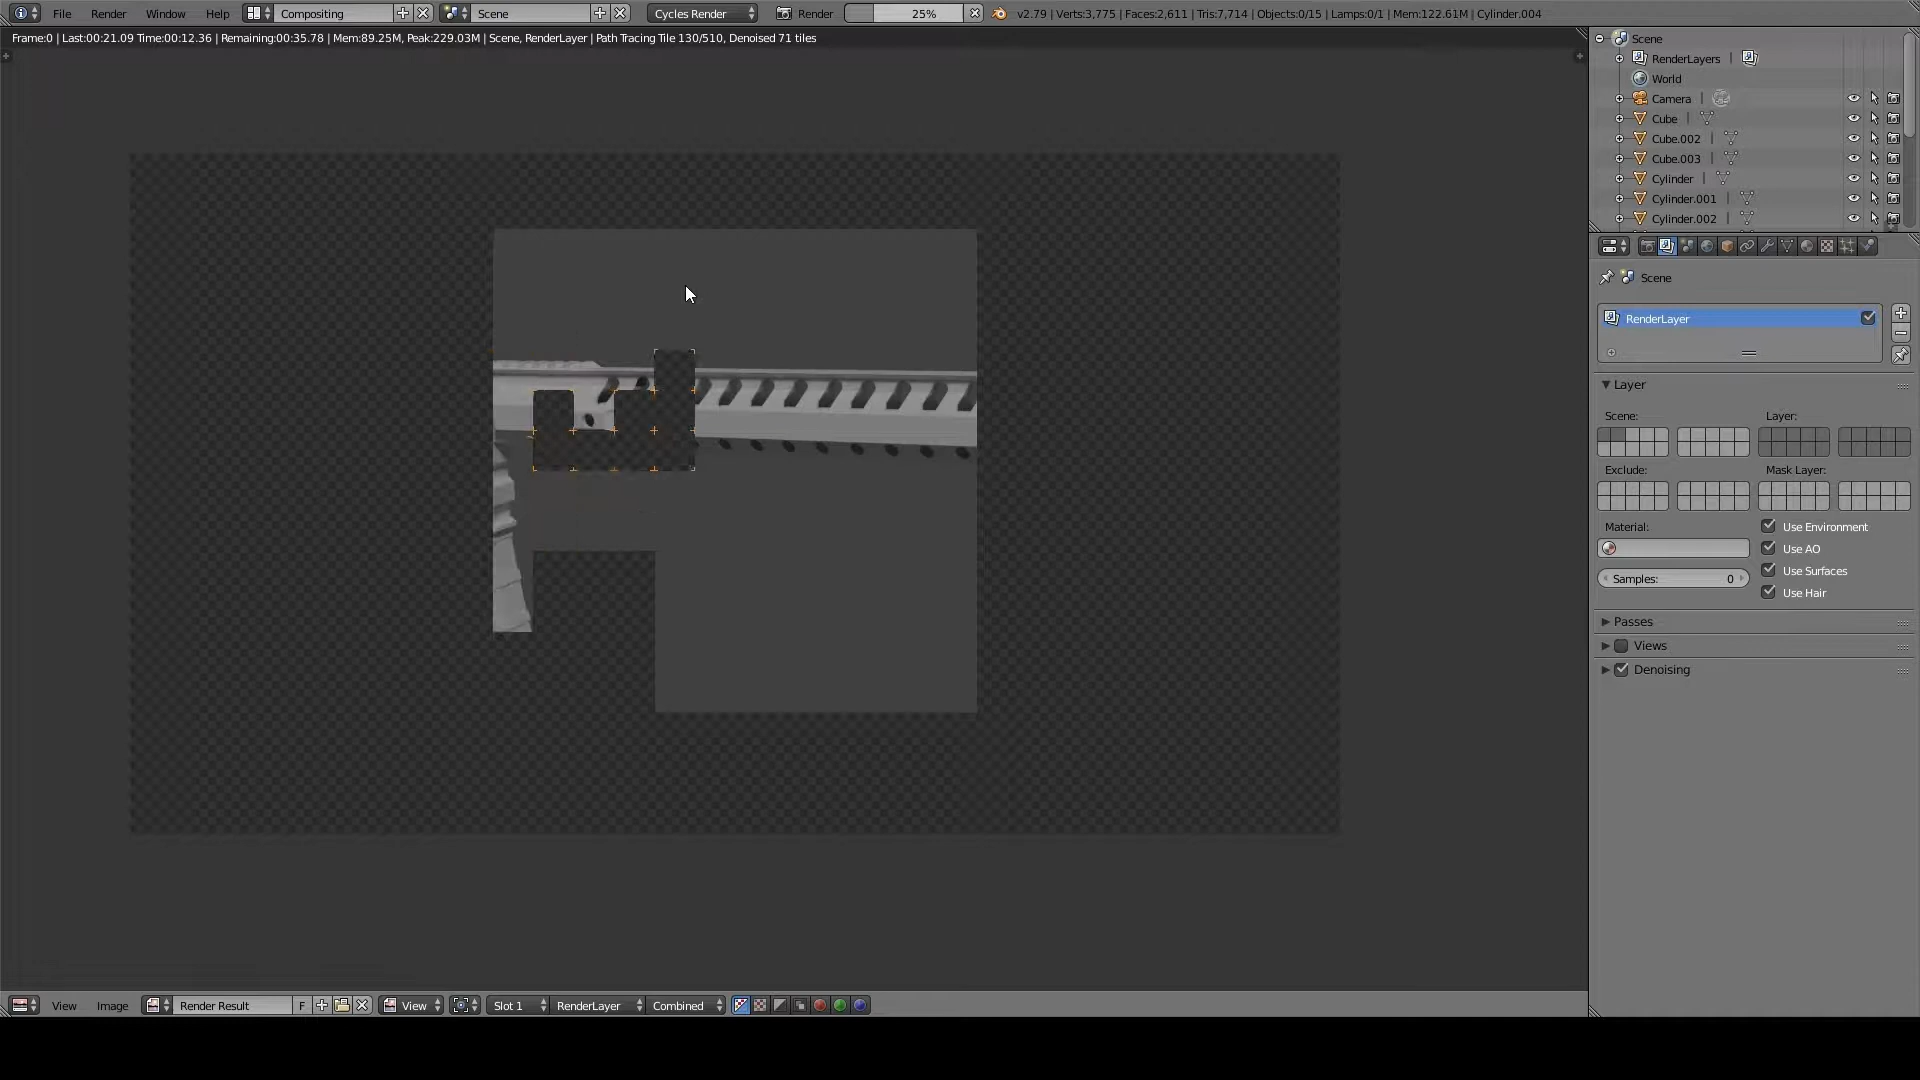 File Render Window Help Compositing Scene Cycles Render Render 25% v2.79 | Verts:3,775 | Faces:2,611 | Tris:7,714 | Objects:0/15 | Lamps:0/1 | Mem:122.61M | Cylinder.004
Frame:0 | Last:00:21.09 Time:00:12.36 | Remaining:00:35.78 | Mem:89.25M, Peak:229.03M | Scene, RenderLayer | Path Tracing Tile 130/510, Denoised 71 tiles
Scene
RenderLayers
World
Camera
Cube
Cube.002
Cube.003
Cylinder
Cylinder.001
Cylinder.002
Scene
RenderLayer
Layer
Scene: Layer:
Exclude: Mask Layer:
Material: Use Environment
Use AO
Samples: 0 Use Surfaces
Use Hair
Passes
Views
Denoising
View Image Render Result F View Slot 1 RenderLayer Combined